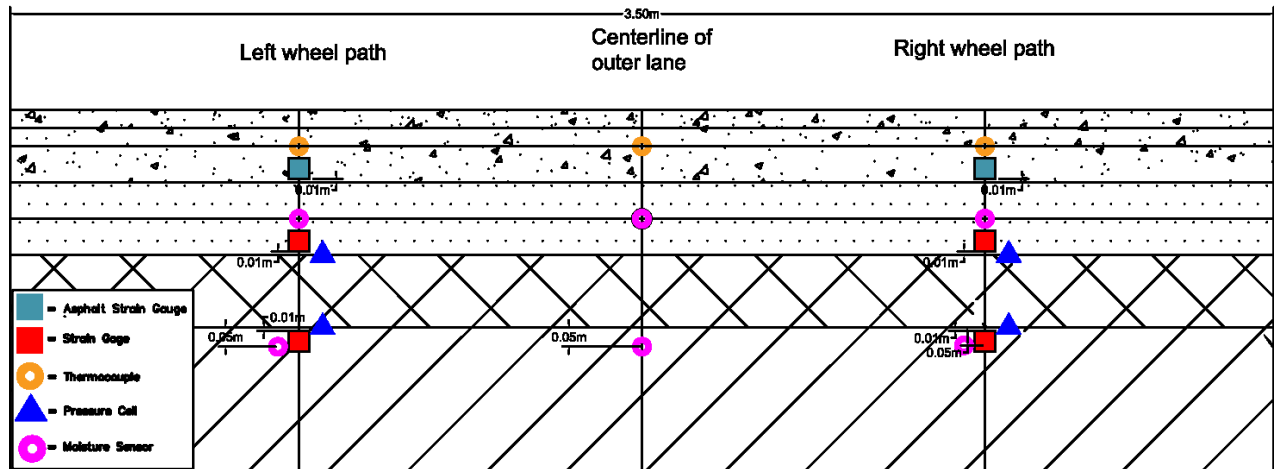 3.50m
Left wheel path
Centerline of
outer lane
Right wheel path
0.01m
0.01m
0.01m
0.01m
= Asphalt Strain Gauge
= Strain Gage
= Thermocouple
= Pressure Cell
= Moisture Sensor
0.01m
0.05m
0.05m
0.01m
0.05m